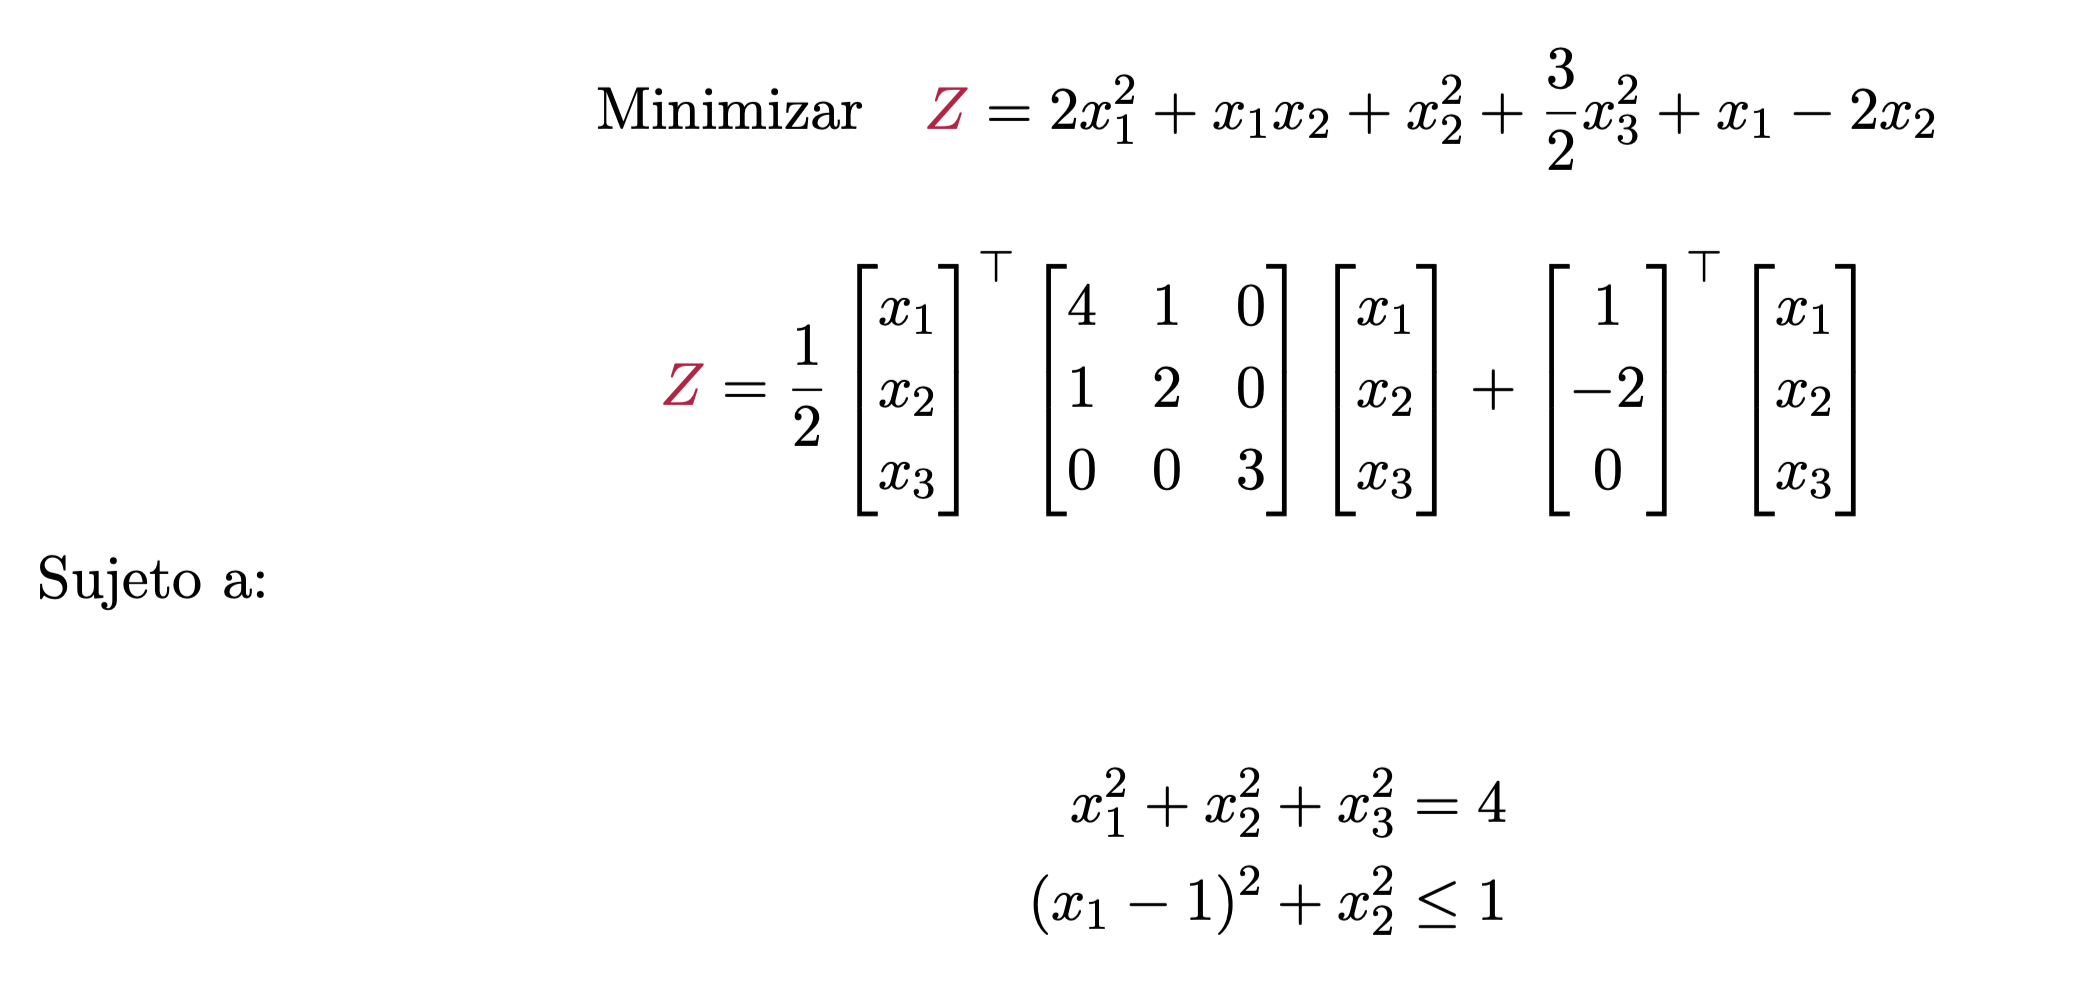 Minimizar $Z = 2x_1^2 + x_1x_2 + x_2^2 + \frac{3}{2}x_3^2 + x_1 - 2x_2$
$Z = \frac{1}{2} \begin{bmatrix} x_1 \\ x_2 \\ x_3 \end{bmatrix}^\top \begin{bmatrix} 4 & 1 & 0 \\ 1 & 2 & 0 \\ 0 & 0 & 3 \end{bmatrix} \begin{bmatrix} x_1 \\ x_2 \\ x_3 \end{bmatrix} + \begin{bmatrix} 1 \\ -2 \\ 0 \end{bmatrix}^\top \begin{bmatrix} x_1 \\ x_2 \\ x_3 \end{bmatrix}$
Sujeto a:
$x_1^2 + x_2^2 + x_3^2 = 4$
$(x_1 - 1)^2 + x_2^2 \leq 1$